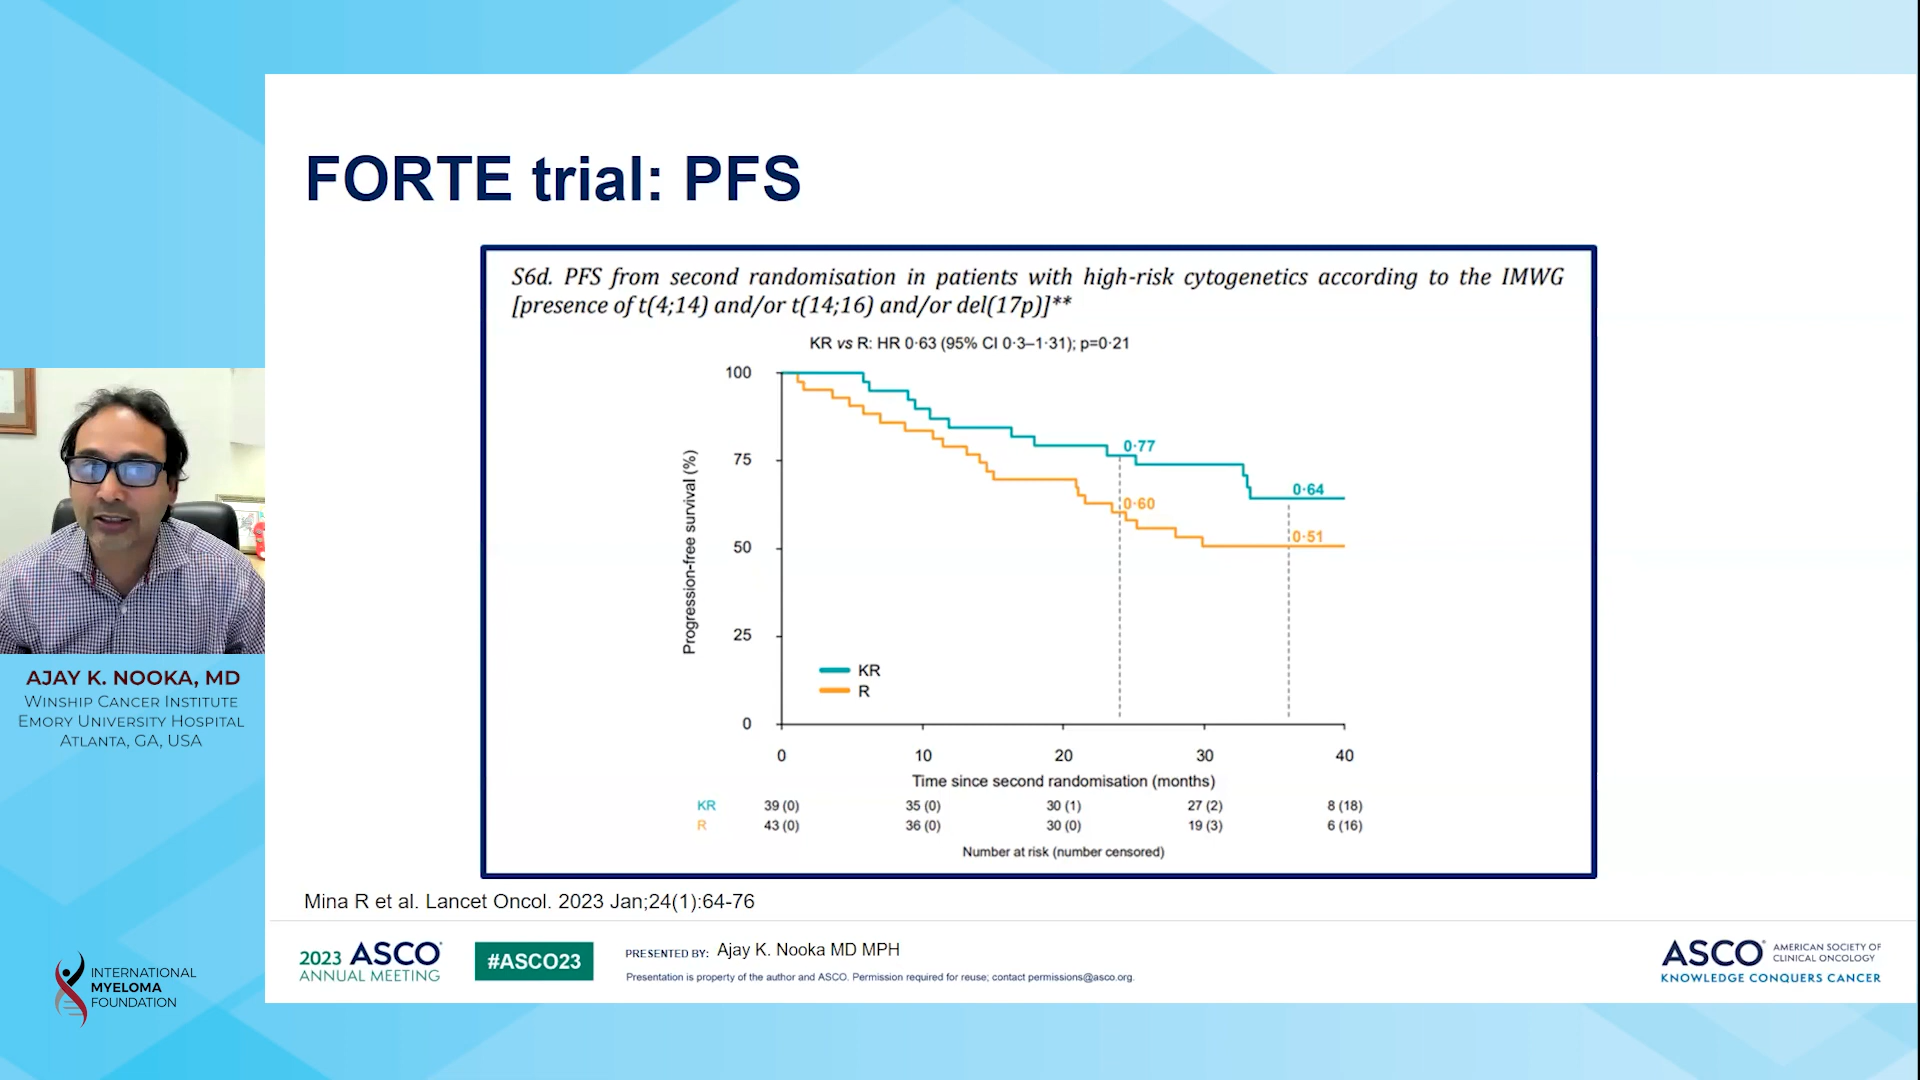 FORTE trial: PFS
S6d. PFS from second randomisation in patients with high-risk cytogenetics according to the IMWG
[presence of t(4;14) and/or t(14;16) and/or del(17p)]**
KR vs R: HR 0·63 (95% CI 0·3–1·31); p=0·21
Progression-free survival (%)
100
75
50
25
0
0·77
0·64
0·60
0·51
KR
R
0 10 20 30 40
Time since second randomisation (months)
KR 39 (0) 35 (0) 30 (1) 27 (2) 8 (18)
R 43 (0) 36 (0) 30 (0) 19 (3) 6 (16)
Number at risk (number censored)
Mina R et al. Lancet Oncol. 2023 Jan;24(1):64-76
AJAY K. NOOKA, MD
WINSHIP CANCER INSTITUTE
EMORY UNIVERSITY HOSPITAL
ATLANTA, GA, USA
INTERNATIONAL
MYELOMA
FOUNDATION
2023 ASCO
ANNUAL MEETING
#ASCO23
PRESENTED BY: Ajay K. Nooka MD MPH
Presentation is property of the author and ASCO. Permission required for reuse; contact permissions@asco.org.
ASCO AMERICAN SOCIETY OF
CLINICAL ONCOLOGY
KNOWLEDGE CONQUERS CANCER